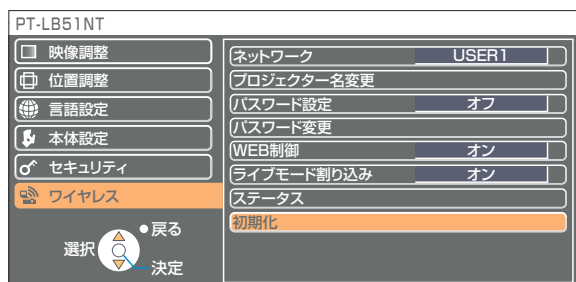 PT-LB51NT
映像調整
位置調整
言語設定
本体設定
セキュリティ
ワイヤレス
戻る
選択
決定
ネットワーク USER1
プロジェクター名変更
パスワード設定 オフ
パスワード変更
WEB制御 オン
ライブモード割り込み オン
ステータス
初期化